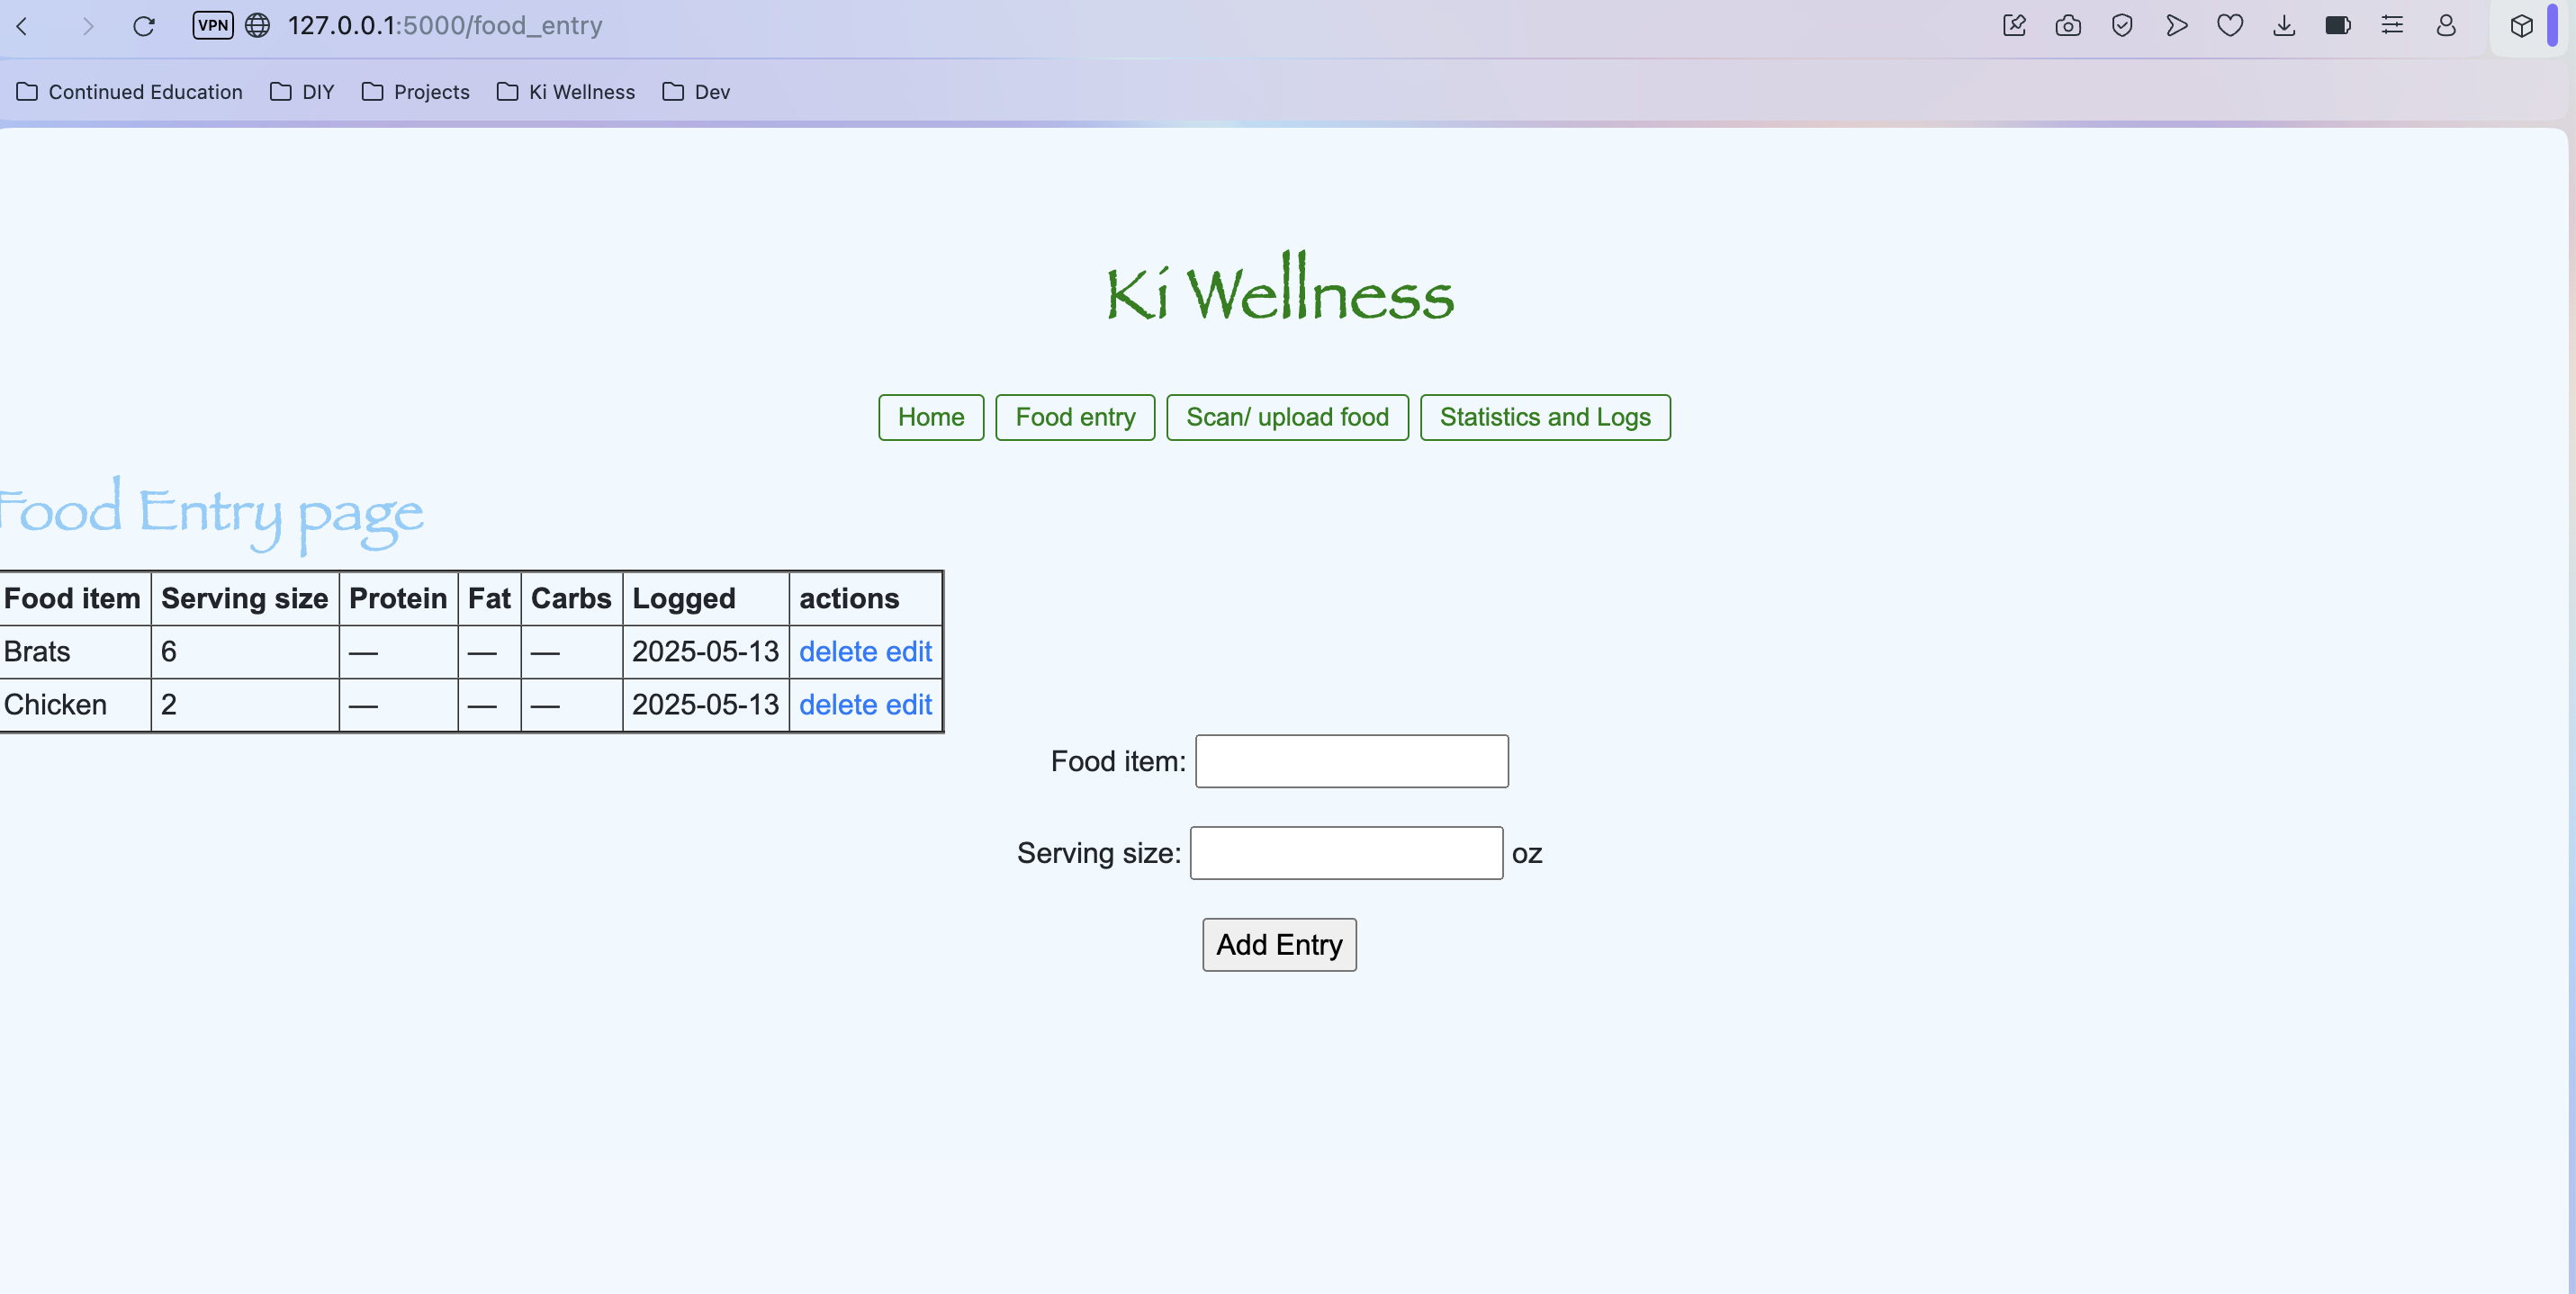 VPN 127.0.0.1:5000/food_entry
Continued Education DIY Projects Ki Wellness Dev
Ki Wellness
Home Food entry Scan/ upload food Statistics and Logs
Food Entry page
Food item Serving size Protein Fat Carbs Logged actions
Brats 6 — — — 2025-05-13 delete edit
Chicken 2 — — — 2025-05-13 delete edit
Food item:
Serving size: oz
Add Entry